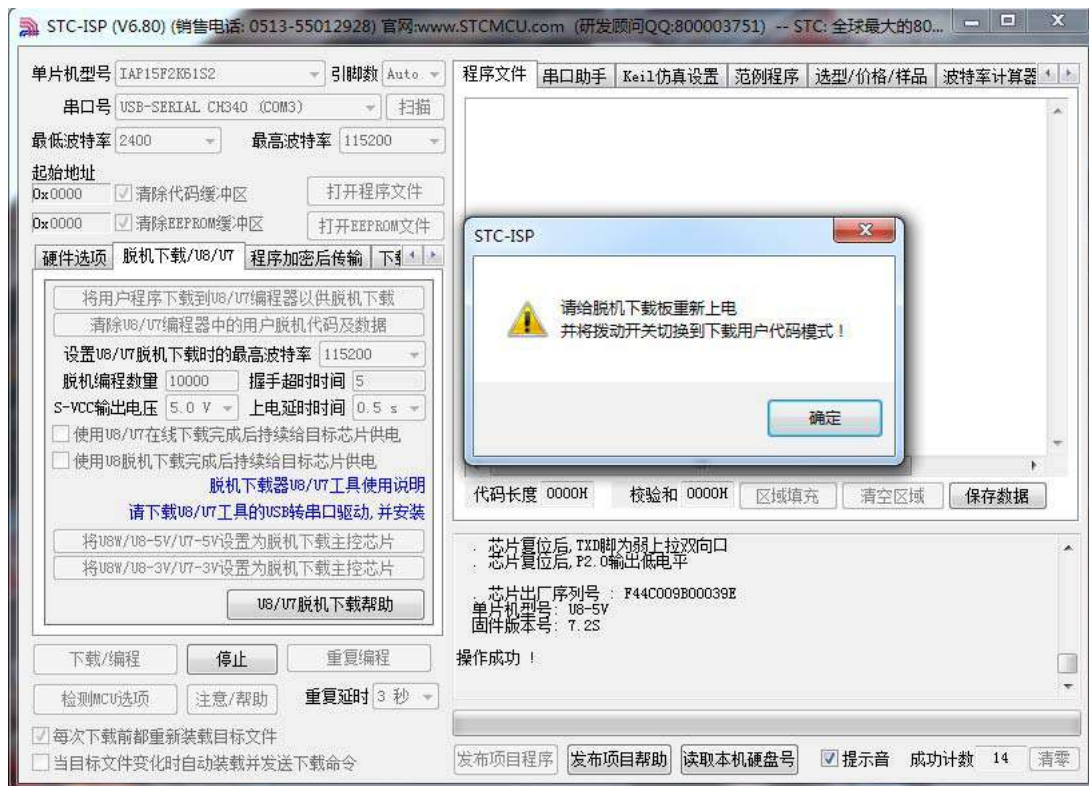 STC-ISP (V6.80) (销售电话: 0513-55012928) 官网:www.STCMCU.com (研发顾问QQ:800003751) -- STC: 全球最大的80...
单片机型号 IAP15F2K61S2 引脚数 Auto
串口号 USB-SERIAL CH340 (COM3) 扫描
最低波特率 2400 最高波特率 115200
起始地址
0x0000 清除代码缓冲区 打开程序文件
0x0000 清除EEPROM缓冲区 打开EEPROM文件
硬件选项 脱机下载/U8/U7 程序加密后传输
将用户程序下载到U8/U7编程器以供脱机下载
清除U8/U7编程器中的用户脱机代码及数据
设置U8/U7脱机下载时的最高波特率 115200
脱机编程数量 10000 握手超时时间 5
S-VCC输出电压 5.0 V 上电延时时间 0.5 s
使用U8/U7在线下载完成后持续给目标芯片供电
使用U8脱机下载完成后持续给目标芯片供电
脱机下载器U8/U7工具使用说明
请下载U8/U7工具的USB转串口驱动,并安装
将U8W/U8-5V/U7-5V设置为脱机下载主控芯片
将U8W/U8-3V/U7-3V设置为脱机下载主控芯片
U8/U7脱机下载帮助
下载/编程 停止 重复编程
检测MCU选项 注意/帮助 重复延时 3 秒
每次下载前都重新装载目标文件
当目标文件变化时自动装载并发送下载命令
程序文件 串口助手 Keil仿真设置 范例程序 选型/价格/样品 波特率计算器
STC-ISP
请给脱机下载板重新上电
并将拨动开关切换到下载用户代码模式！
确定
代码长度 0000H 校验和 0000H 区域填充 清空区域 保存数据
. 芯片复位后,TXD脚为弱上拉双向口
. 芯片复位后,P2.0输出低电平
. 芯片出厂序列号 : F44C009B00039E
单片机型号: U8-5V
固件版本号: 7.2S
操作成功 !
发布项目程序 发布项目帮助 读取本机硬盘号 提示音 成功计数 14 清零